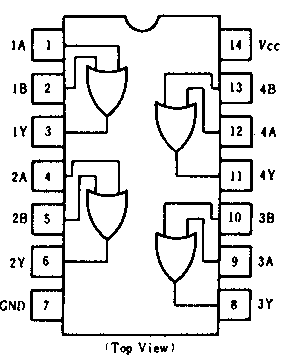 1A 1 14 Vcc
1B 2 13 4B
1Y 3 12 4A
2A 4 11 4Y
2B 5 10 3B
2Y 6 9 3A
GND 7 8 3Y
(Top View)